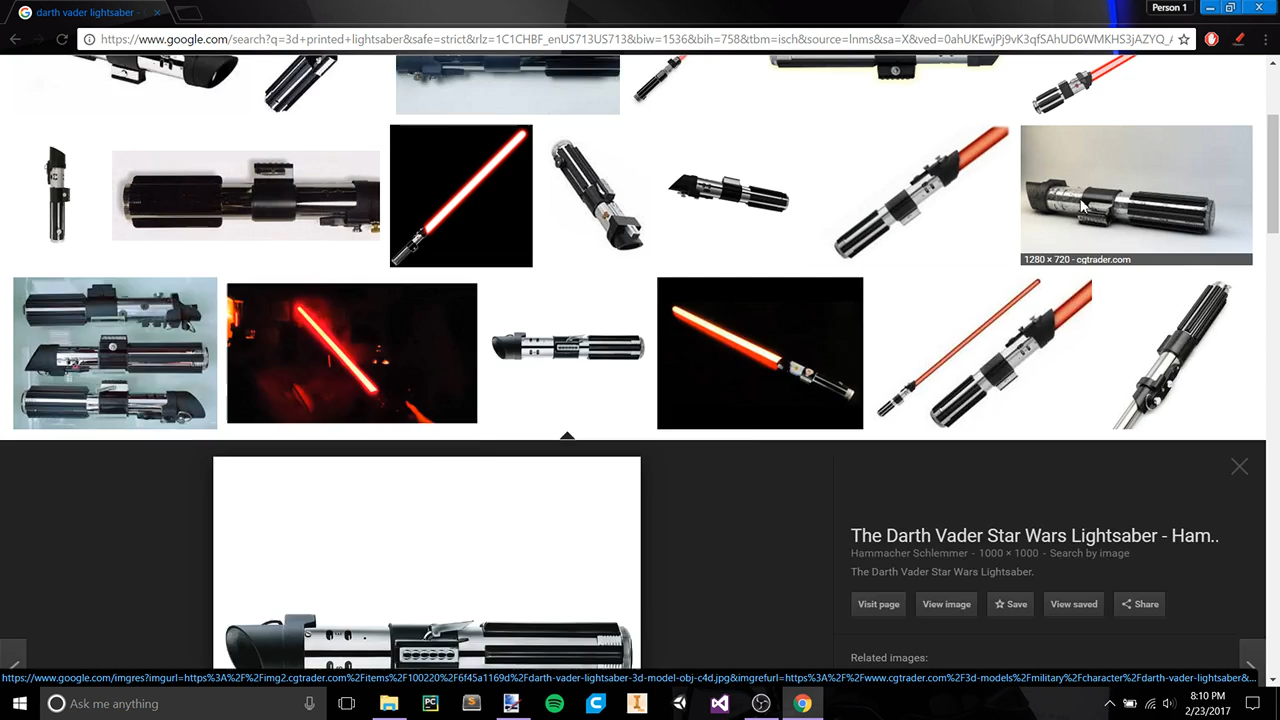 darth vader lightsaber -
Person 1
https://www.google.com/search?q=3d+printed+lightsaber&safe=strict&rlz=1C1CHBF_enUS713US713&biw=1536&bih=758&tbm=isch&source=lnms&sa=X&ved=0ahUKEwjPj9vK3qfSAhUD6WMKHS3jAZYQ_A
1280 × 720 - cgtrader.com
The Darth Vader Star Wars Lightsaber - Ham..
Hammacher Schlemmer - 1000 × 1000 - Search by image
The Darth Vader Star Wars Lightsaber.
Visit page View image Save View saved Share
Related images:
https://www.google.com/imgres?imgurl=https%3A%2F%2Fimg2.cgtrader.com%2Fitems%2F100220%2F6f45a1169d%2Fdarth-vader-lightsaber-3d-model-obj-c4d.jpg&imgrefurl=https%3A%2F%2Fwww.cgtrader.com%2F3d-models%2Fmilitary%2Fcharacter%2Fdarth-vader-lightsaber&...
Ask me anything
8:10 PM
2/23/2017